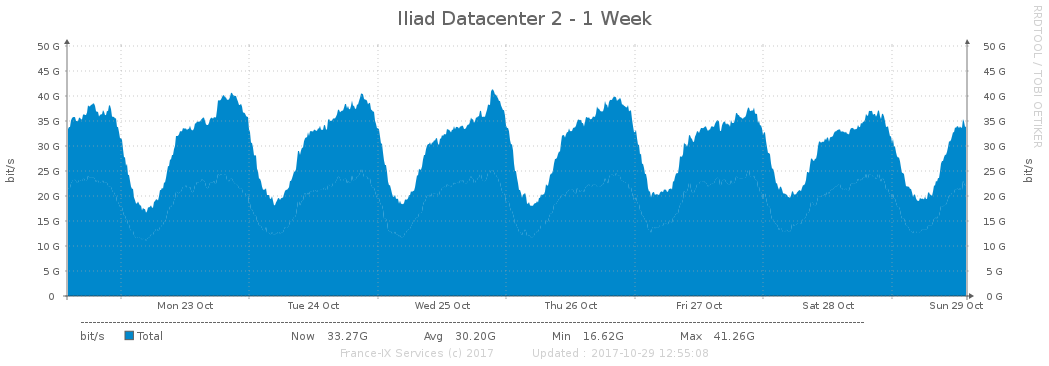 Iliad Datacenter 2 - 1 Week
RRDTOOL / TOBI OETIKER
50 G 50 G
45 G 45 G
40 G 40 G
35 G 35 G
30 G 30 G
25 G 25 G
20 G 20 G
15 G 15 G
10 G 10 G
5 G 5 G
0 0 G
bit/s bit/s
Mon 23 Oct Tue 24 Oct Wed 25 Oct Thu 26 Oct Fri 27 Oct Sat 28 Oct Sun 29 Oct
bit/s Total Now 33.27G Avg 30.20G Min 16.62G Max 41.26G
France-IX Services (c) 2017 Updated : 2017-10-29 12:55:08